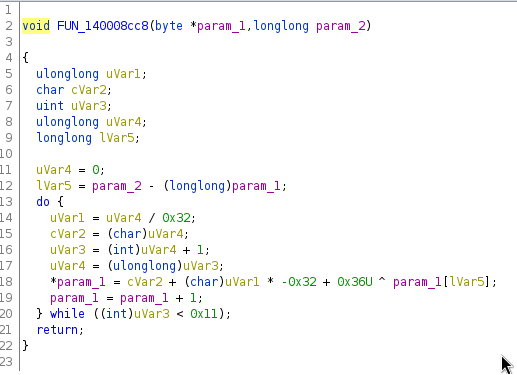 1
2 void FUN_140008cc8(byte *param_1,longlong param_2)
3
4 {
5 ulonglong uVar1;
6 char cVar2;
7 uint uVar3;
8 ulonglong uVar4;
9 longlong lVar5;
10
11 uVar4 = 0;
12 lVar5 = param_2 - (longlong)param_1;
13 do {
14 uVar1 = uVar4 / 0x32;
15 cVar2 = (char)uVar4;
16 uVar3 = (int)uVar4 + 1;
17 uVar4 = (ulonglong)uVar3;
18 *param_1 = cVar2 + (char)uVar1 * -0x32 + 0x36U ^ param_1[lVar5];
19 param_1 = param_1 + 1;
20 } while ((int)uVar3 < 0x11);
21 return;
22 }
23